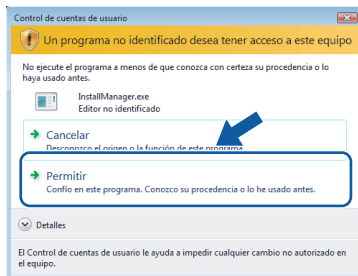 Control de cuentas de usuario
Un programa no identificado desea tener acceso a este equipo
No ejecute el programa a menos de que conozca con certeza su procedencia o lo
haya usado antes.
InstallManager.exe
Editor no identificado
Cancelar
Desconozco el origen o la función de este programa.
Permitir
Confío en este programa. Conozco su procedencia o lo he usado antes.
Detalles
El Control de cuentas de usuario le ayuda a impedir cualquier cambio no autorizado en
el equipo.